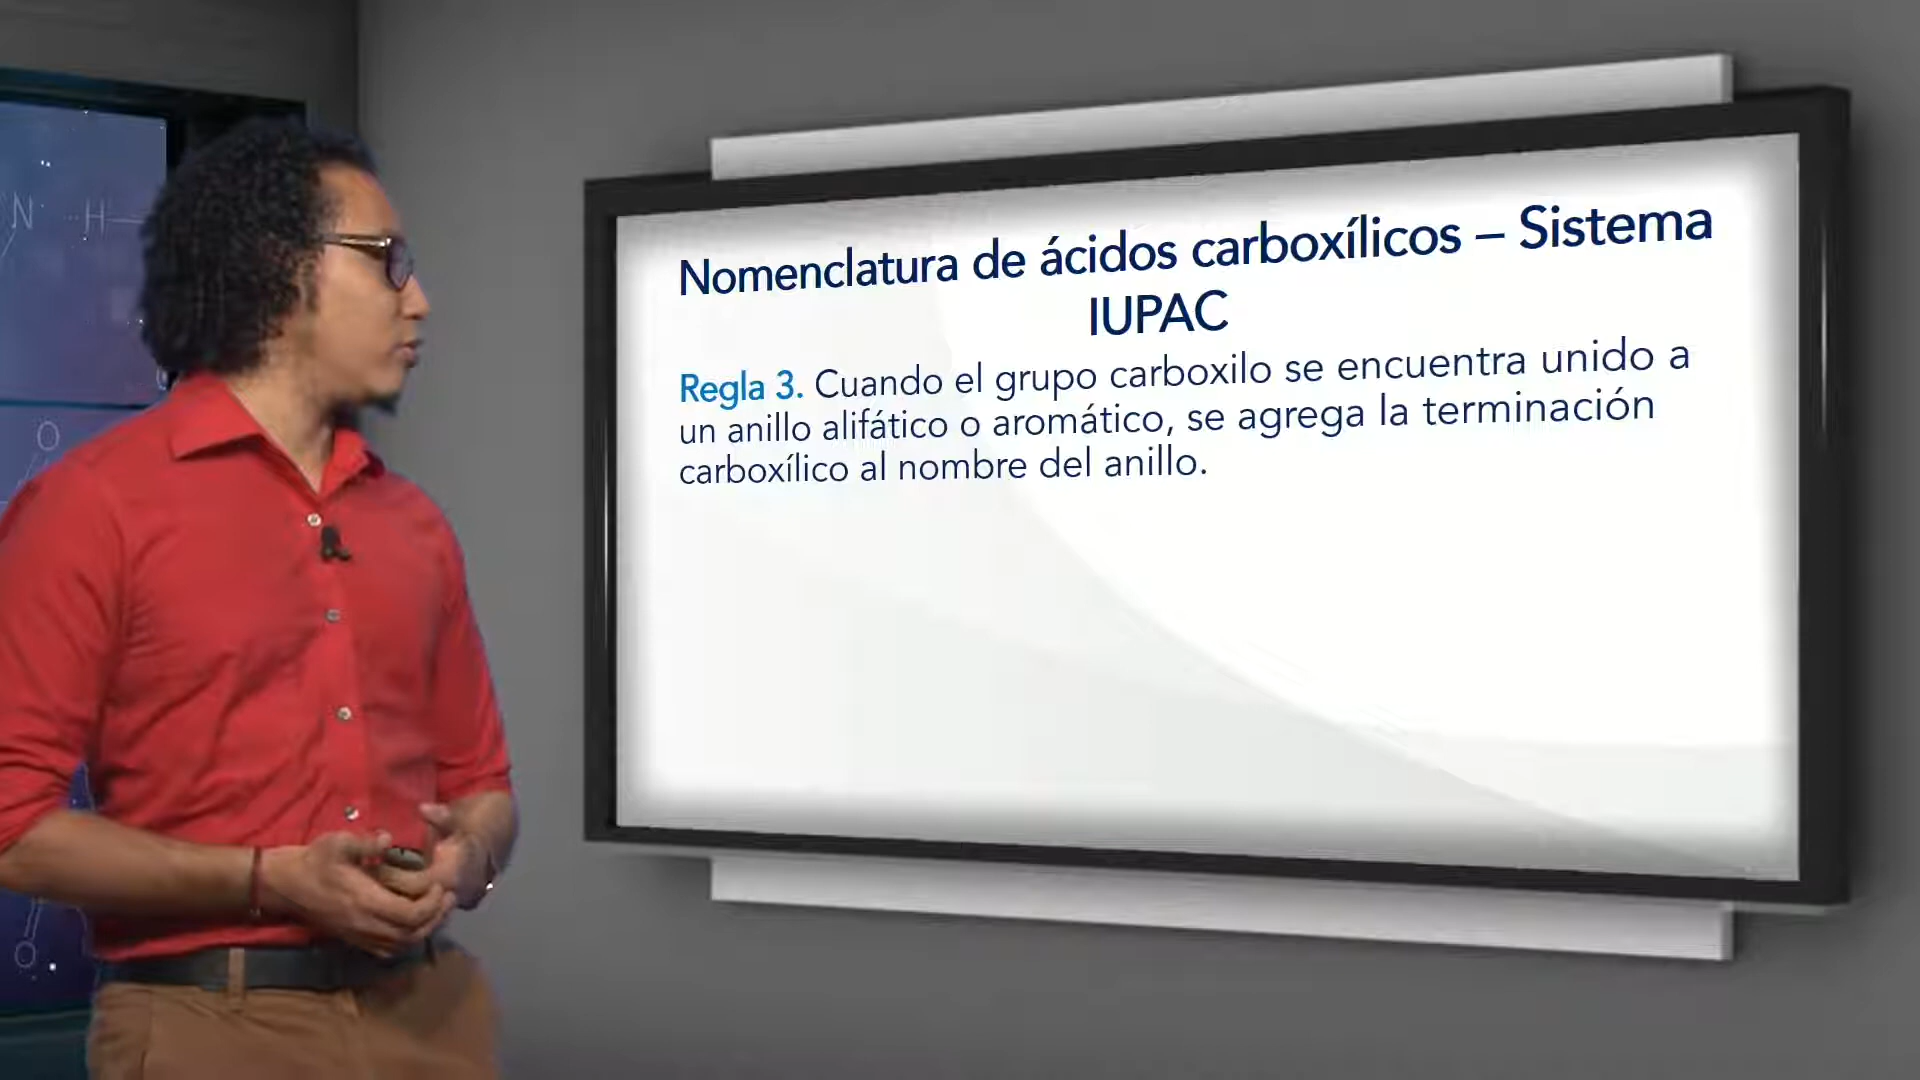 Nomenclatura de ácidos carboxílicos – Sistema
IUPAC
Regla 3. Cuando el grupo carboxilo se encuentra unido a
un anillo alifático o aromático, se agrega la terminación
carboxílico al nombre del anillo.
N H
O
O